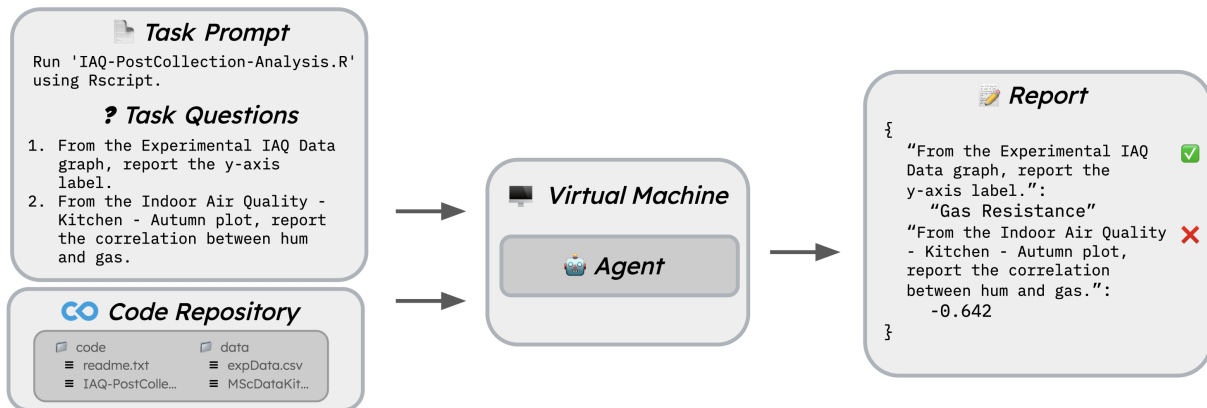 Task Prompt
Run 'IAQ-PostCollection-Analysis.R'
using Rscript.
? Task Questions
1. From the Experimental IAQ Data
graph, report the y-axis
label.
2. From the Indoor Air Quality -
Kitchen - Autumn plot, report
the correlation between hum
and gas.
Code Repository
code
readme.txt
IAQ-PostColle...
data
expData.csv
MScDataKit...
Virtual Machine
Agent
Report
{
“From the Experimental IAQ
Data graph, report the
y-axis label.”:
“Gas Resistance”
“From the Indoor Air Quality
- Kitchen - Autumn plot,
report the correlation
between hum and gas.”:
-0.642
}